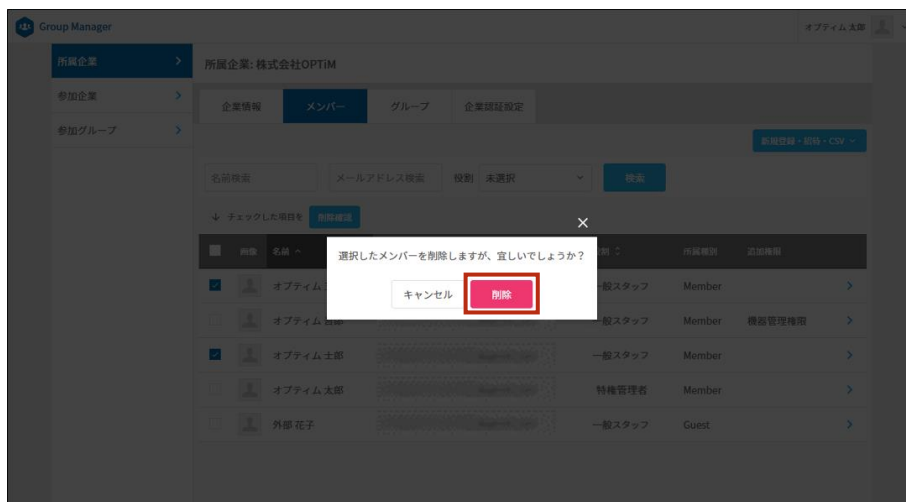 Group Manager
オプティム 太郎
所属企業
参加企業
参加グループ
所属企業: 株式会社OPTiM
企業情報 メンバー グループ 企業認証設定
新規登録・招待・CSV
名前検索 メールアドレス検索 役割 未選択 検索
チェックした項目を 削除確認
画像 名前 所属種別 追加権限
選択したメンバーを削除しますが、宜しいでしょうか？
キャンセル 削除
オプティム 一般スタッフ Member
オプティム 一般スタッフ Member 機器管理権限
オプティム 士郎 一般スタッフ Member
オプティム 太郎 特権管理者 Member
外部 花子 一般スタッフ Guest